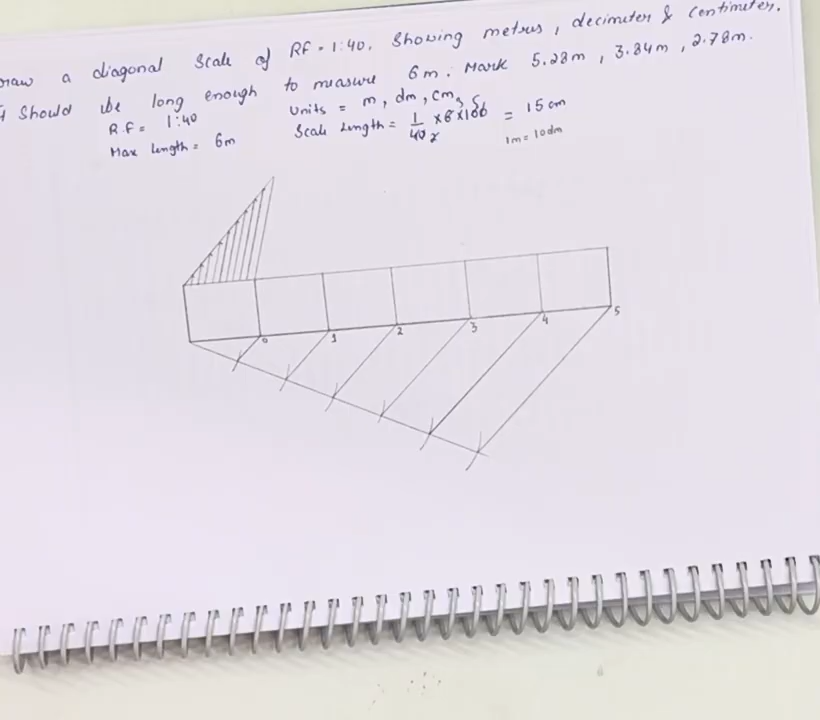 a diagonal Scale of RF = 1:40. Showing metres, decimeter & Centimeter.
Should be long enough to measure 6m. Mark 5.28m, 3.84m, 2.78m.
R.F = 1:40 Units = m, dm, cm
Max length = 6m Scale Length = 1/40 x 6 x 100 = 15 cm
1m = 10dm
0 1 2 3 4 5